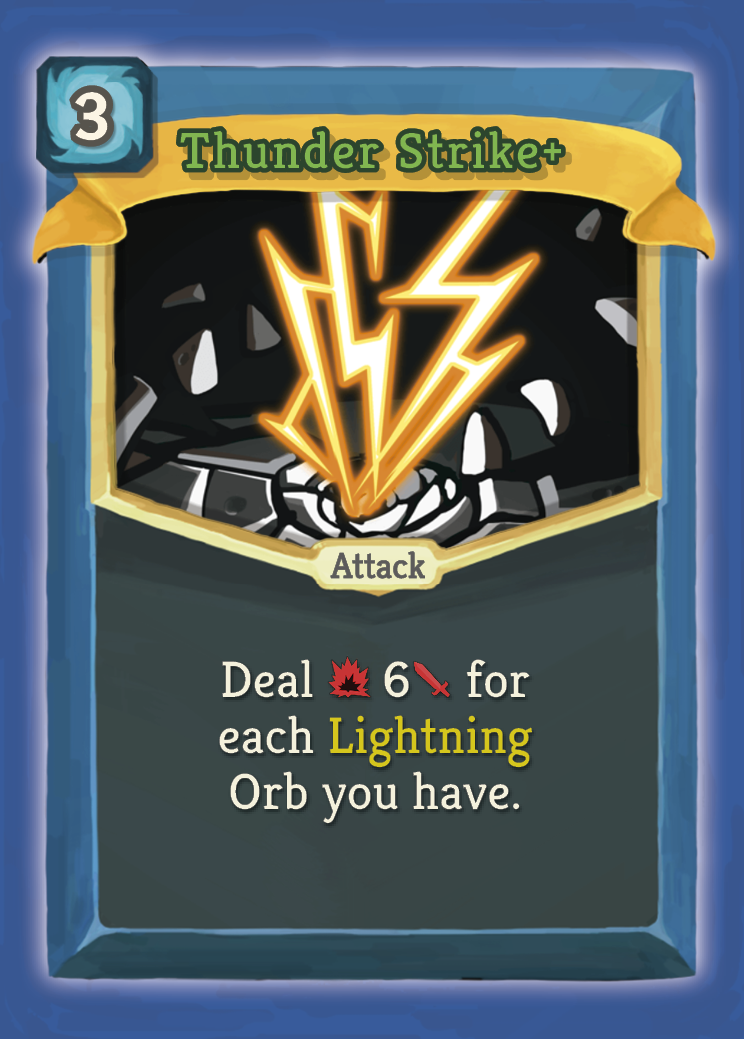 3
Thunder Strike+
Attack
Deal 6 for
each Lightning
Orb you have.